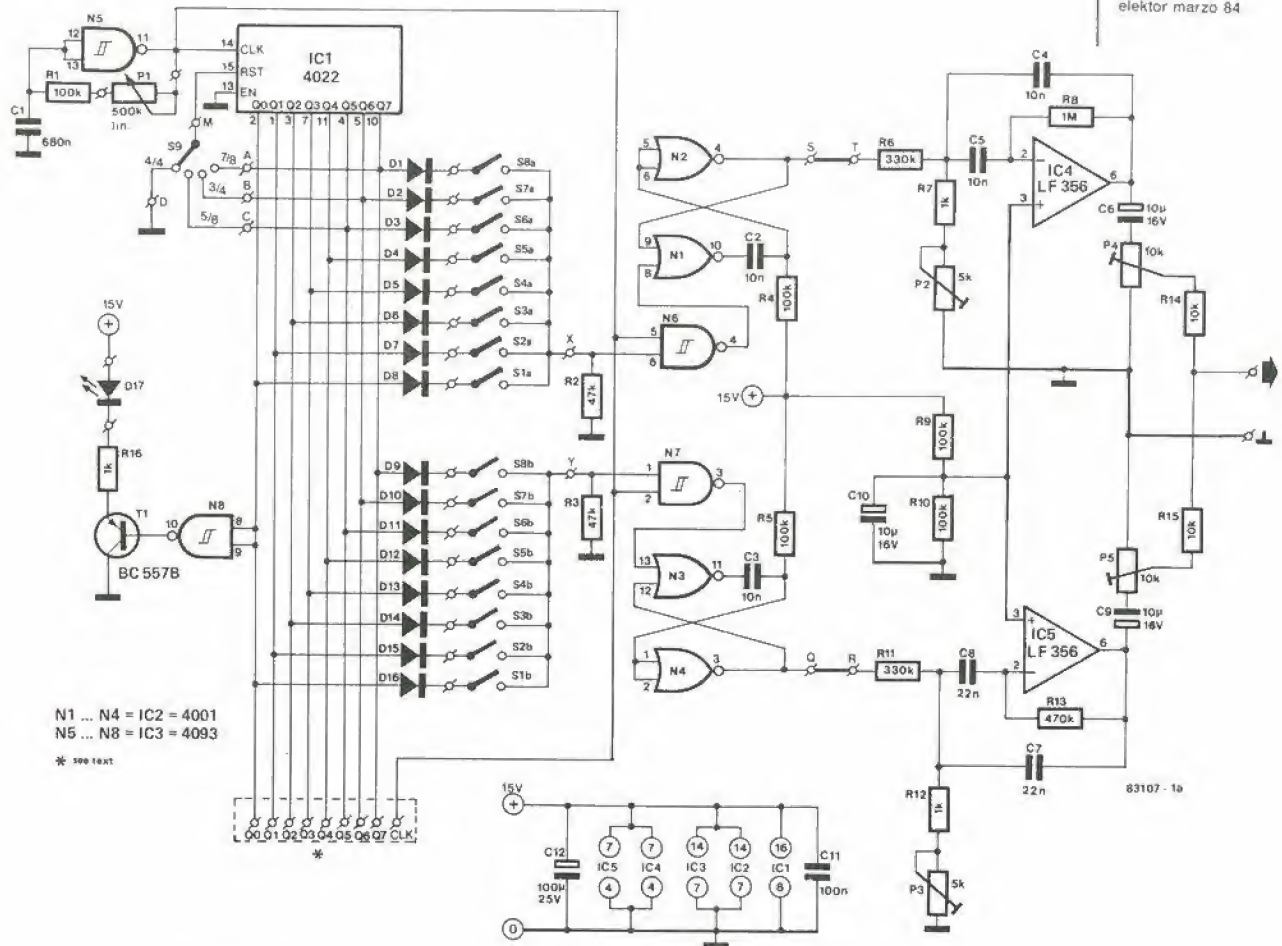 elektor marzo 84
N5
12
13
11
R1
100k
P1
500k
lin.
C1
680n
14
CLK
15
RST
13
EN
IC1
4022
Q0 Q1 Q2 Q3 Q4 Q5 Q6 Q7
2 1 3 7 11 4 5 10
M
S9
4/4
7/8
A
3/4
B
5/8
C
D
D1
S8a
D2
S7a
D3
S6a
D4
S5a
D5
S4a
D6
S3a
D7
S2a
D8
S1a
X
R2
47k
D9
S8b
D10
S7b
D11
S6b
D12
S5b
D13
S4b
D14
S3b
D15
S2b
D16
S1b
Y
R3
47k
15V
+
D17
R16
1k
T1
BC 557B
N8
10
8
9
N1 ... N4 = IC2 = 4001
N5 ... N8 = IC3 = 4093
* see text
Q0 Q1 Q2 Q3 Q4 Q5 Q6 Q7 CLK
*
5
6
N2
4
9
8
N1
10
C2
10n
R4
100k
5
6
N6
4
15V
+
1
2
N7
3
R5
100k
13
12
N3
11
C3
10n
1
2
N4
3
S
T
R6
330k
C5
10n
C4
10n
R8
1M
R7
1k
P2
5k
2
3
−
+
IC4
LF 356
6
C6
10µ
16V
P4
10k
R14
10k
R9
100k
C10
10µ
16V
R10
100k
R15
10k
P5
10k
C9
10µ
16V
3
+
IC5
LF 356
6
2
−
Q
R
R11
330k
C8
22n
R13
470k
C7
22n
R12
1k
P3
5k
83107 - 1a
15V
+
C12
100µ
25V
7
IC5
4
7
IC4
4
14
IC3
7
14
IC2
7
16
IC1
8
C11
100n
0